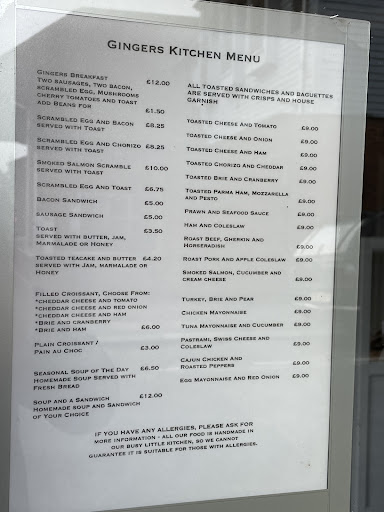 Gingers Kitchen Menu
Gingers Breakfast £12.00
Two sausages, two bacon,
scrambled Egg, Mushrooms
cherry tomatoes and toast
add Beans for £1.50
Scrambled Egg And Bacon £8.25
served with Toast
Scrambled Egg And Chorizo £8.25
served with toast
Smoked Salmon Scramble £10.00
served with Toast
Scrambled Egg And Toast £6.75
Bacon Sandwich £5.00
sausage Sandwich £5.00
Toast £3.50
served with butter, jam,
Marmalade or Honey
Toasted teacake and butter £4.20
served with Jam, marmalade or
Honey
Filled Croissant, Choose From:
*cheddar cheese and tomato
*cheddar cheese and red onion
*cheddar cheese and ham
*Brie and cranberry
*Brie and ham £6.00
Plain Croissant / £3.00
Pain au Choc
Seasonal Soup of The Day £6.50
Homemade Soup Served with
Fresh Bread
Soup and a Sandwich £12.00
Homemade soup and Sandwich
of Your Choice
All Toasted Sandwiches and Baguettes
are served with crisps and house
garnish
Toasted Cheese And Tomato £9.00
Toasted Cheese And Onion £9.00
Toasted Cheese And Ham £9.00
Toasted Chorizo And Cheddar £9.00
Toasted Brie And Cranberry £9.00
Toasted Parma Ham, Mozzarella £9.00
and Pesto
Prawn And Seafood Sauce £9.00
Ham And Coleslaw £9.00
Roast Beef, Gherkin And £9.00
Horseradish
Roast Pork And Apple Coleslaw £9.00
Smoked Salmon, Cucumber and £9.00
cream cheese
Turkey, Brie and Pear £9.00
Chicken Mayonnaise £9.00
Tuna Mayonnaise and Cucumber £9.00
Pastrami, Swiss Cheese and £9.00
Coleslaw
Cajun Chicken And £9.00
Roasted Peppers
Egg Mayonnaise And Red Onion £9.00
if you have any allergies, please ask for
more information - all our food is handmade in
our busy little kitchen, so we cannot
guarantee it is suitable for those with allergies.